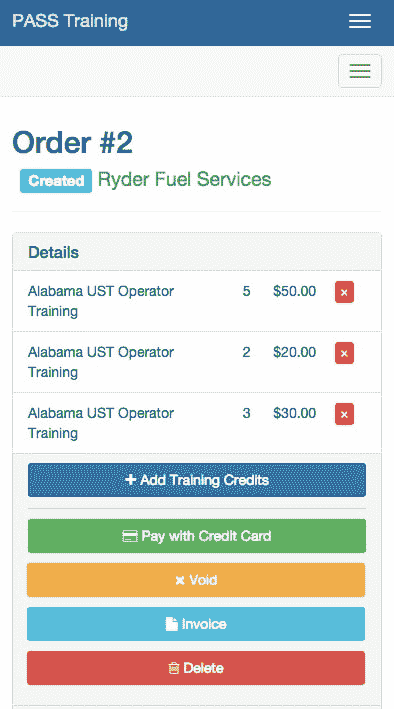 PASS Training
Order #2
Created Ryder Fuel Services
Details
Alabama UST Operator 5 $50.00 ×
Training
Alabama UST Operator 2 $20.00 ×
Training
Alabama UST Operator 3 $30.00 ×
Training
+ Add Training Credits
Pay with Credit Card
× Void
Invoice
Delete